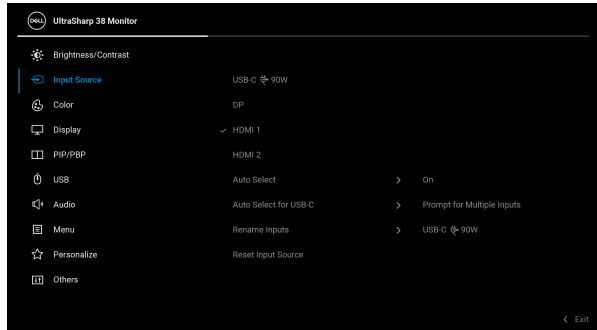 DELL UltraSharp 38 Monitor
Brightness/Contrast
Input Source USB-C 90W
Color DP
Display ✓ HDMI 1
PIP/PBP HDMI 2
USB Auto Select > On
Audio Auto Select for USB-C > Prompt for Multiple Inputs
Menu Rename Inputs > USB-C 90W
Personalize Reset Input Source
Others
< Exit